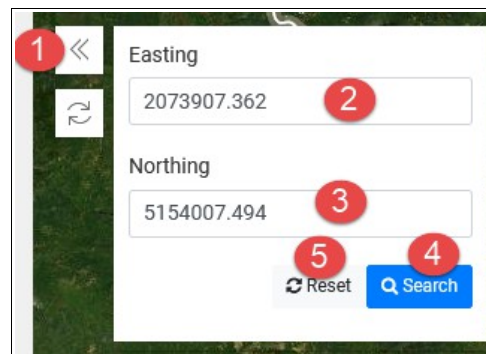 1
Easting
2073907.362 2
Northing
5154007.494 3
5 4
Reset Search